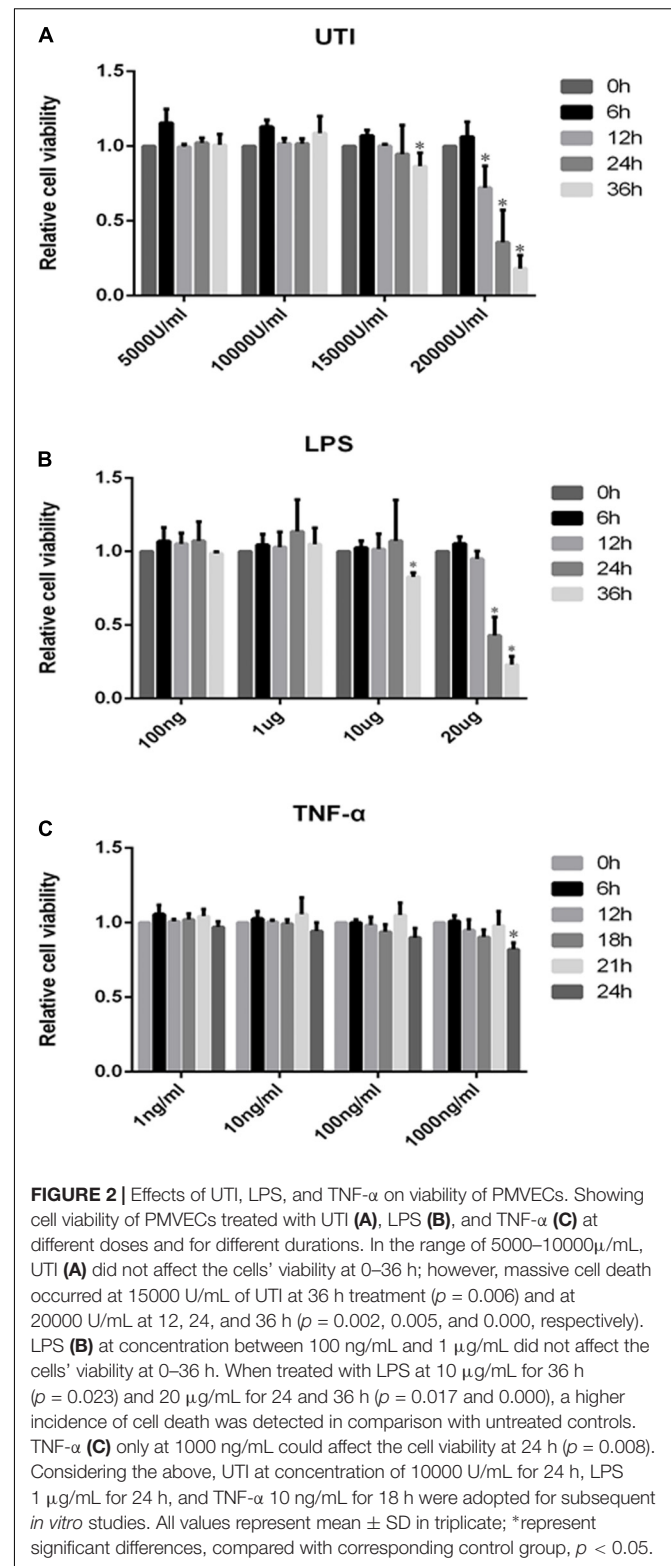 A
UTI
Relative cell viability
1.5
1.0
0.5
0.0
*
*
*
*
5000U/ml
10000U/ml
15000U/ml
20000U/ml
0h
6h
12h
24h
36h
B
LPS
Relative cell viability
1.5
1.0
0.5
0.0
*
*
*
100ng
1ug
10ug
20ug
0h
6h
12h
24h
36h
C
TNF-α
Relative cell viability
1.5
1.0
0.5
0.0
*
1ng/ml
10ng/ml
100ng/ml
1000ng/ml
0h
6h
12h
18h
21h
24h
FIGURE 2 | Effects of UTI, LPS, and TNF-α on viability of PMVECs. Showing
cell viability of PMVECs treated with UTI (A), LPS (B), and TNF-α (C) at
different doses and for different durations. In the range of 5000–10000μ/mL,
UTI (A) did not affect the cells’ viability at 0–36 h; however, massive cell death
occurred at 15000 U/mL of UTI at 36 h treatment (p = 0.006) and at
20000 U/mL at 12, 24, and 36 h (p = 0.002, 0.005, and 0.000, respectively).
LPS (B) at concentration between 100 ng/mL and 1 μg/mL did not affect the
cells’ viability at 0–36 h. When treated with LPS at 10 μg/mL for 36 h
(p = 0.023) and 20 μg/mL for 24 and 36 h (p = 0.017 and 0.000), a higher
incidence of cell death was detected in comparison with untreated controls.
TNF-α (C) only at 1000 ng/mL could affect the cell viability at 24 h (p = 0.008).
Considering the above, UTI at concentration of 10000 U/mL for 24 h, LPS
1 μg/mL for 24 h, and TNF-α 10 ng/mL for 18 h were adopted for subsequent
in vitro studies. All values represent mean ± SD in triplicate; *represent
significant differences, compared with corresponding control group, p < 0.05.